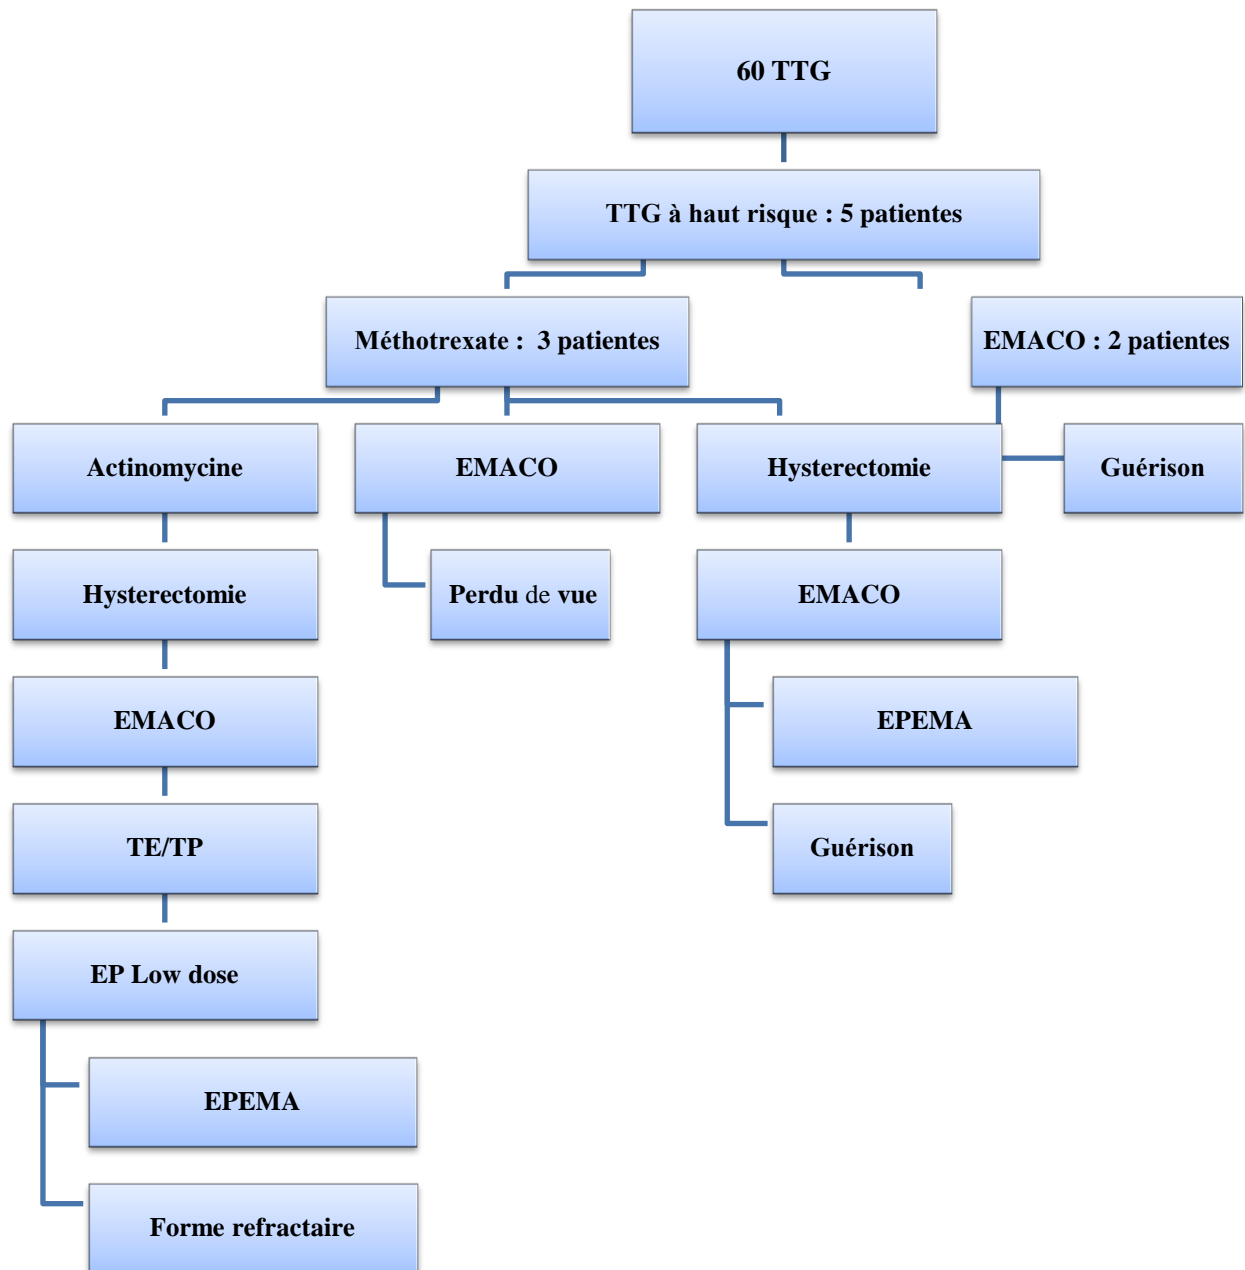 60 TTG
TTG à haut risque : 5 patientes
Méthotrexate :  3 patientes
EMACO : 2 patientes
Actinomycine
EMACO
Hysterectomie
Guérison
Hysterectomie
Perdu de vue
EMACO
EMACO
EPEMA
TE/TP
Guérison
EP Low dose
EPEMA
Forme refractaire